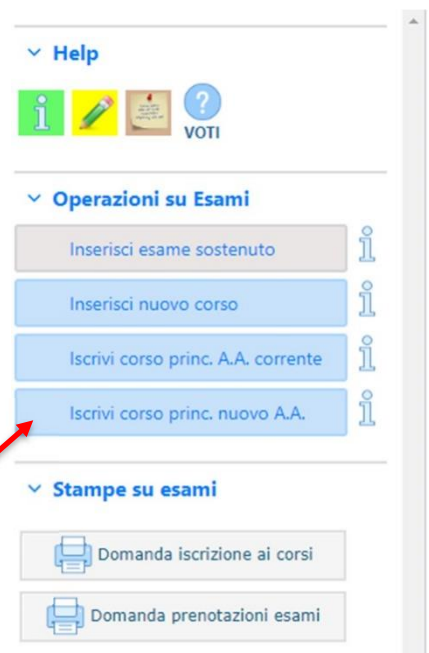 Help
VOTI
Operazioni su Esami
Inserisci esame sostenuto
Inserisci nuovo corso
Iscrivi corso princ. A.A. corrente
Iscrivi corso princ. nuovo A.A.
Stampe su esami
Domanda iscrizione ai corsi
Domanda prenotazioni esami